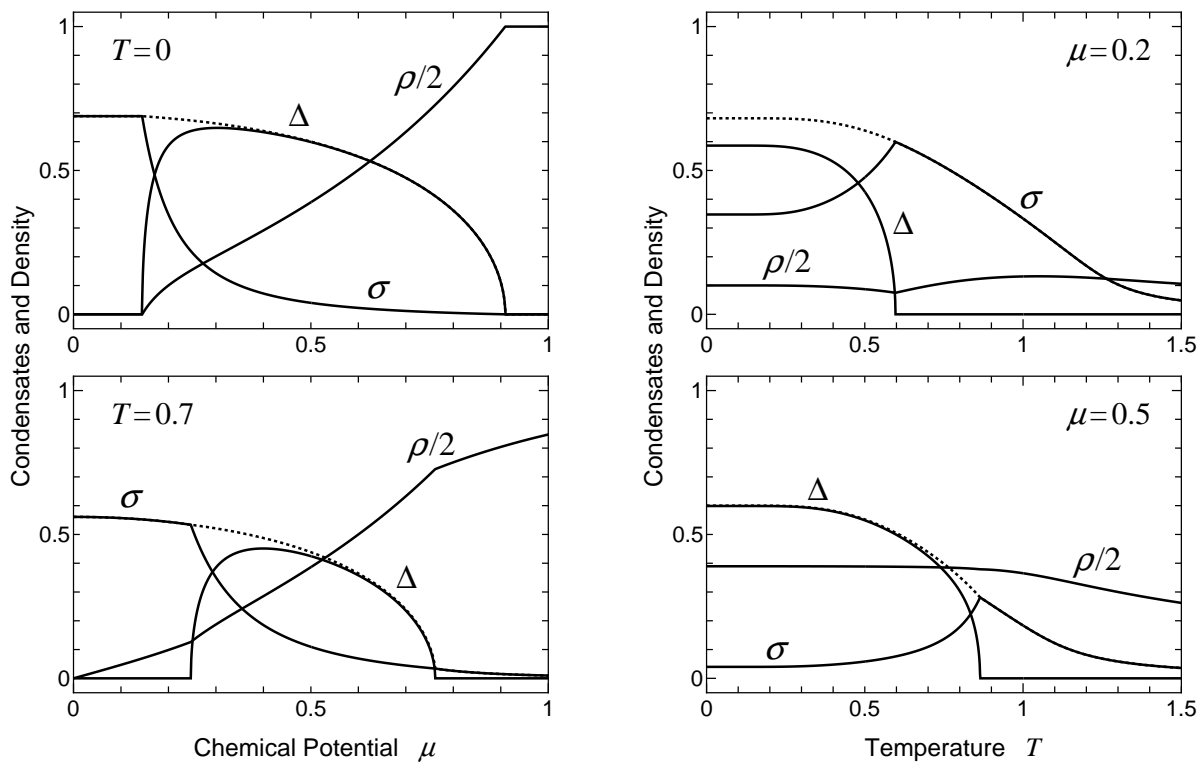 Condensates and Density
1
0.5
0
T=0
ρ/2
Δ
σ
0
0.5
1
1
0.5
0
T=0.7
σ
ρ/2
Δ
0
0.5
1
Chemical Potential μ
Condensates and Density
1
0.5
0
μ=0.2
σ
Δ
ρ/2
0
0.5
1
1.5
1
0.5
0
μ=0.5
Δ
ρ/2
σ
0
0.5
1
1.5
Temperature T